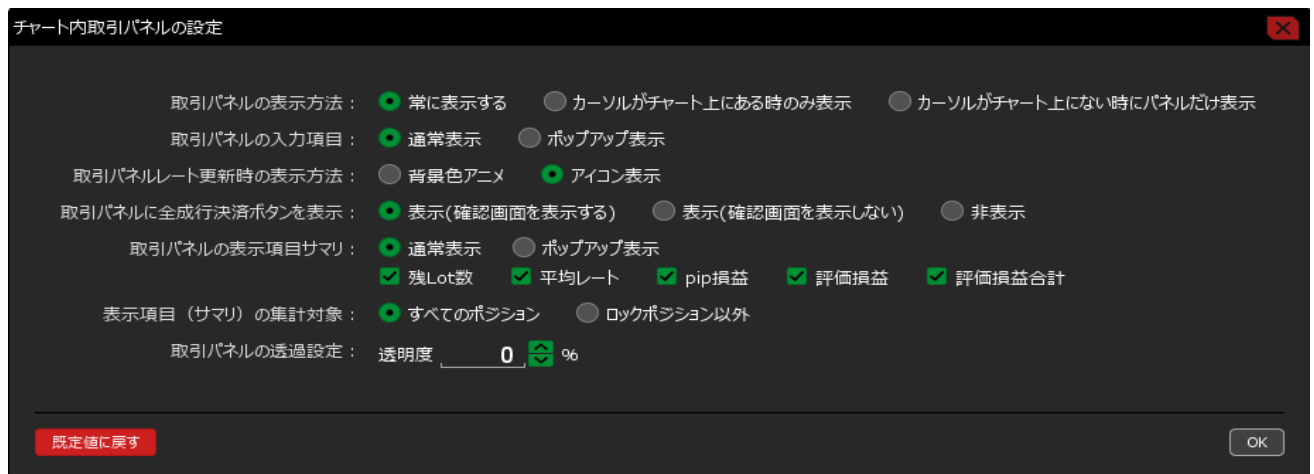 チャート内取引パネルの設定
取引パネルの表示方法： 常に表示する カーソルがチャート上にある時のみ表示 カーソルがチャート上にない時にパネルだけ表示
取引パネルの入力項目： 通常表示 ポップアップ表示
取引パネルレート更新時の表示方法： 背景色アニメ アイコン表示
取引パネルに全成行決済ボタンを表示： 表示(確認画面を表示する) 表示(確認画面を表示しない) 非表示
取引パネルの表示項目サマリ： 通常表示 ポップアップ表示
残Lot数 平均レート pip損益 評価損益 評価損益合計
表示項目（サマリ）の集計対象： すべてのポジション ロックポジション以外
取引パネルの透過設定： 透明度 0 %
既定値に戻す OK